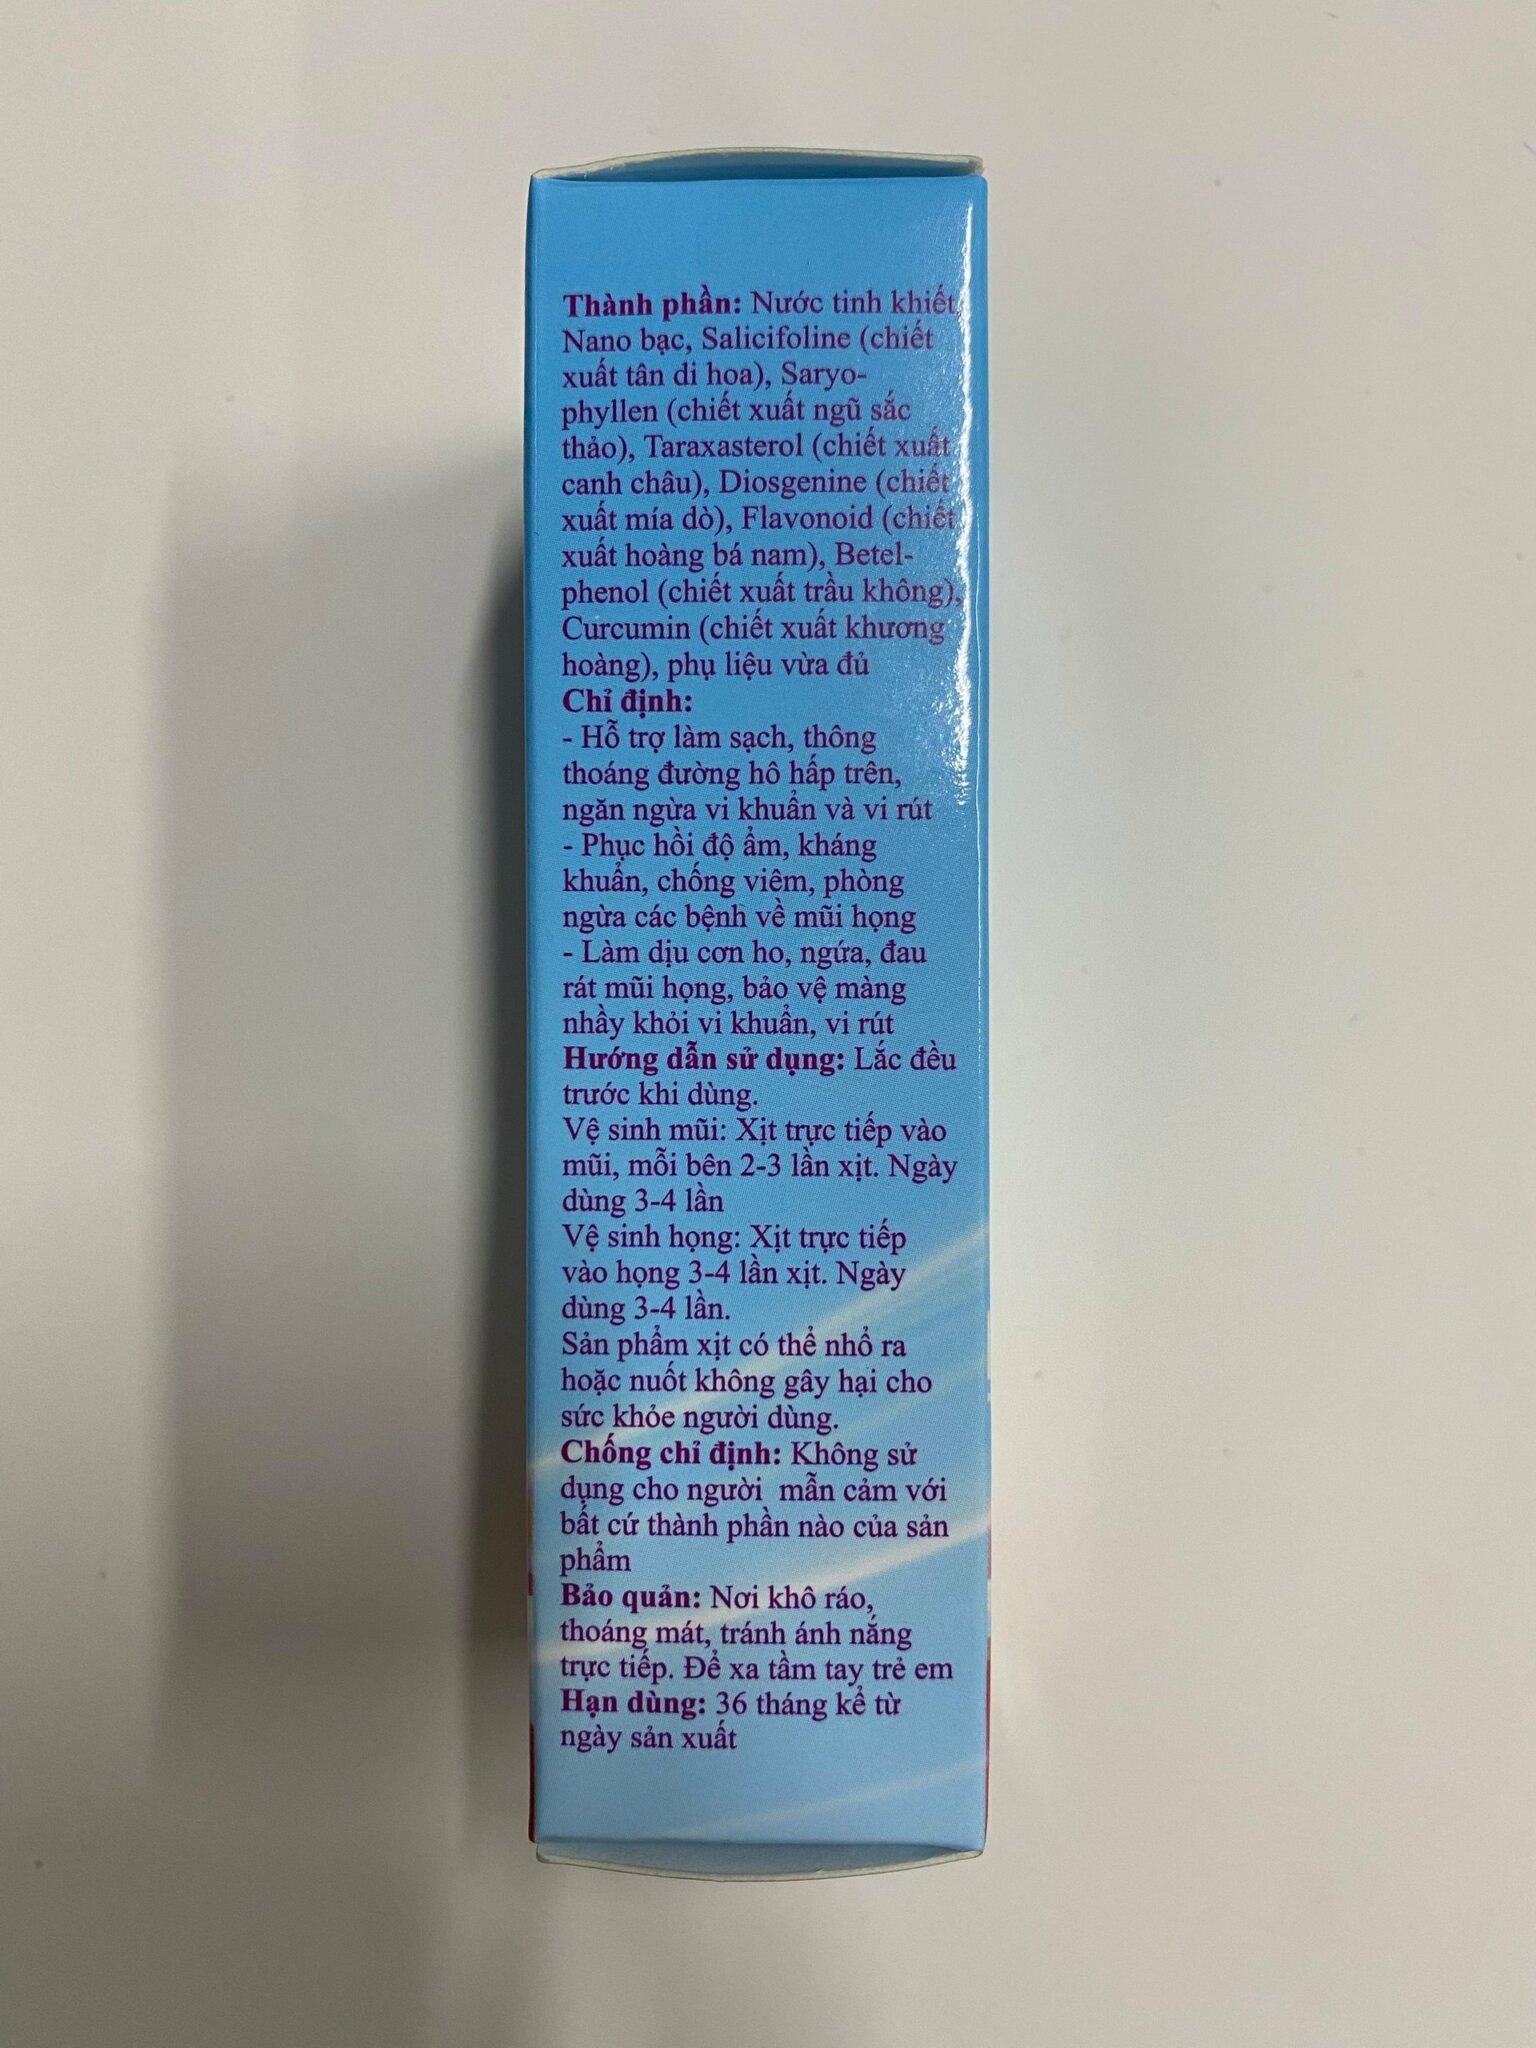 Thành phần: Nước tinh khiết,
Nano bạc, Salicifoline (chiết
xuất tân di hoa), Saryo-
phyllen (chiết xuất ngũ sắc
thảo), Taraxasterol (chiết xuất
canh châu), Diosgenine (chiết
xuất mía dò), Flavonoid (chiết
xuất hoàng bá nam), Betel-
phenol (chiết xuất trầu không),
Curcumin (chiết xuất khương
hoàng), phụ liệu vừa đủ
Chỉ định:
- Hỗ trợ làm sạch, thông
thoáng đường hô hấp trên,
ngăn ngừa vi khuẩn và vi rút
- Phục hồi độ ẩm, kháng
khuẩn, chống viêm, phòng
ngừa các bệnh về mũi họng
- Làm dịu cơn ho, ngứa, đau
rát mũi họng, bảo vệ màng
nhầy khỏi vi khuẩn, vi rút
Hướng dẫn sử dụng: Lắc đều
trước khi dùng.
Vệ sinh mũi: Xịt trực tiếp vào
mũi, mỗi bên 2-3 lần xịt. Ngày
dùng 3-4 lần
Vệ sinh họng: Xịt trực tiếp
vào họng 3-4 lần xịt. Ngày
dùng 3-4 lần.
Sản phẩm xịt có thể nhổ ra
hoặc nuốt không gây hại cho
sức khỏe người dùng.
Chống chỉ định: Không sử
dụng cho người mẫn cảm với
bất cứ thành phần nào của sản
phẩm
Bảo quản: Nơi khô ráo,
thoáng mát, tránh ánh nắng
trực tiếp. Để xa tầm tay trẻ em
Hạn dùng: 36 tháng kể từ
ngày sản xuất